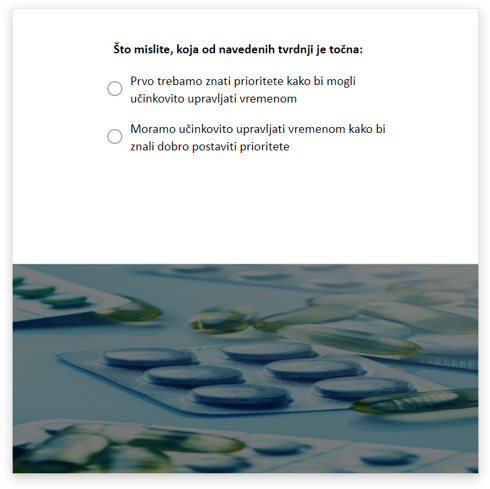 Što mislite, koja od navedenih tvrdnji je točna:
Prvo trebamo znati prioritete kako bi mogli
učinkovito upravljati vremenom
Moramo učinkovito upravljati vremenom kako bi
znali dobro postaviti prioritete